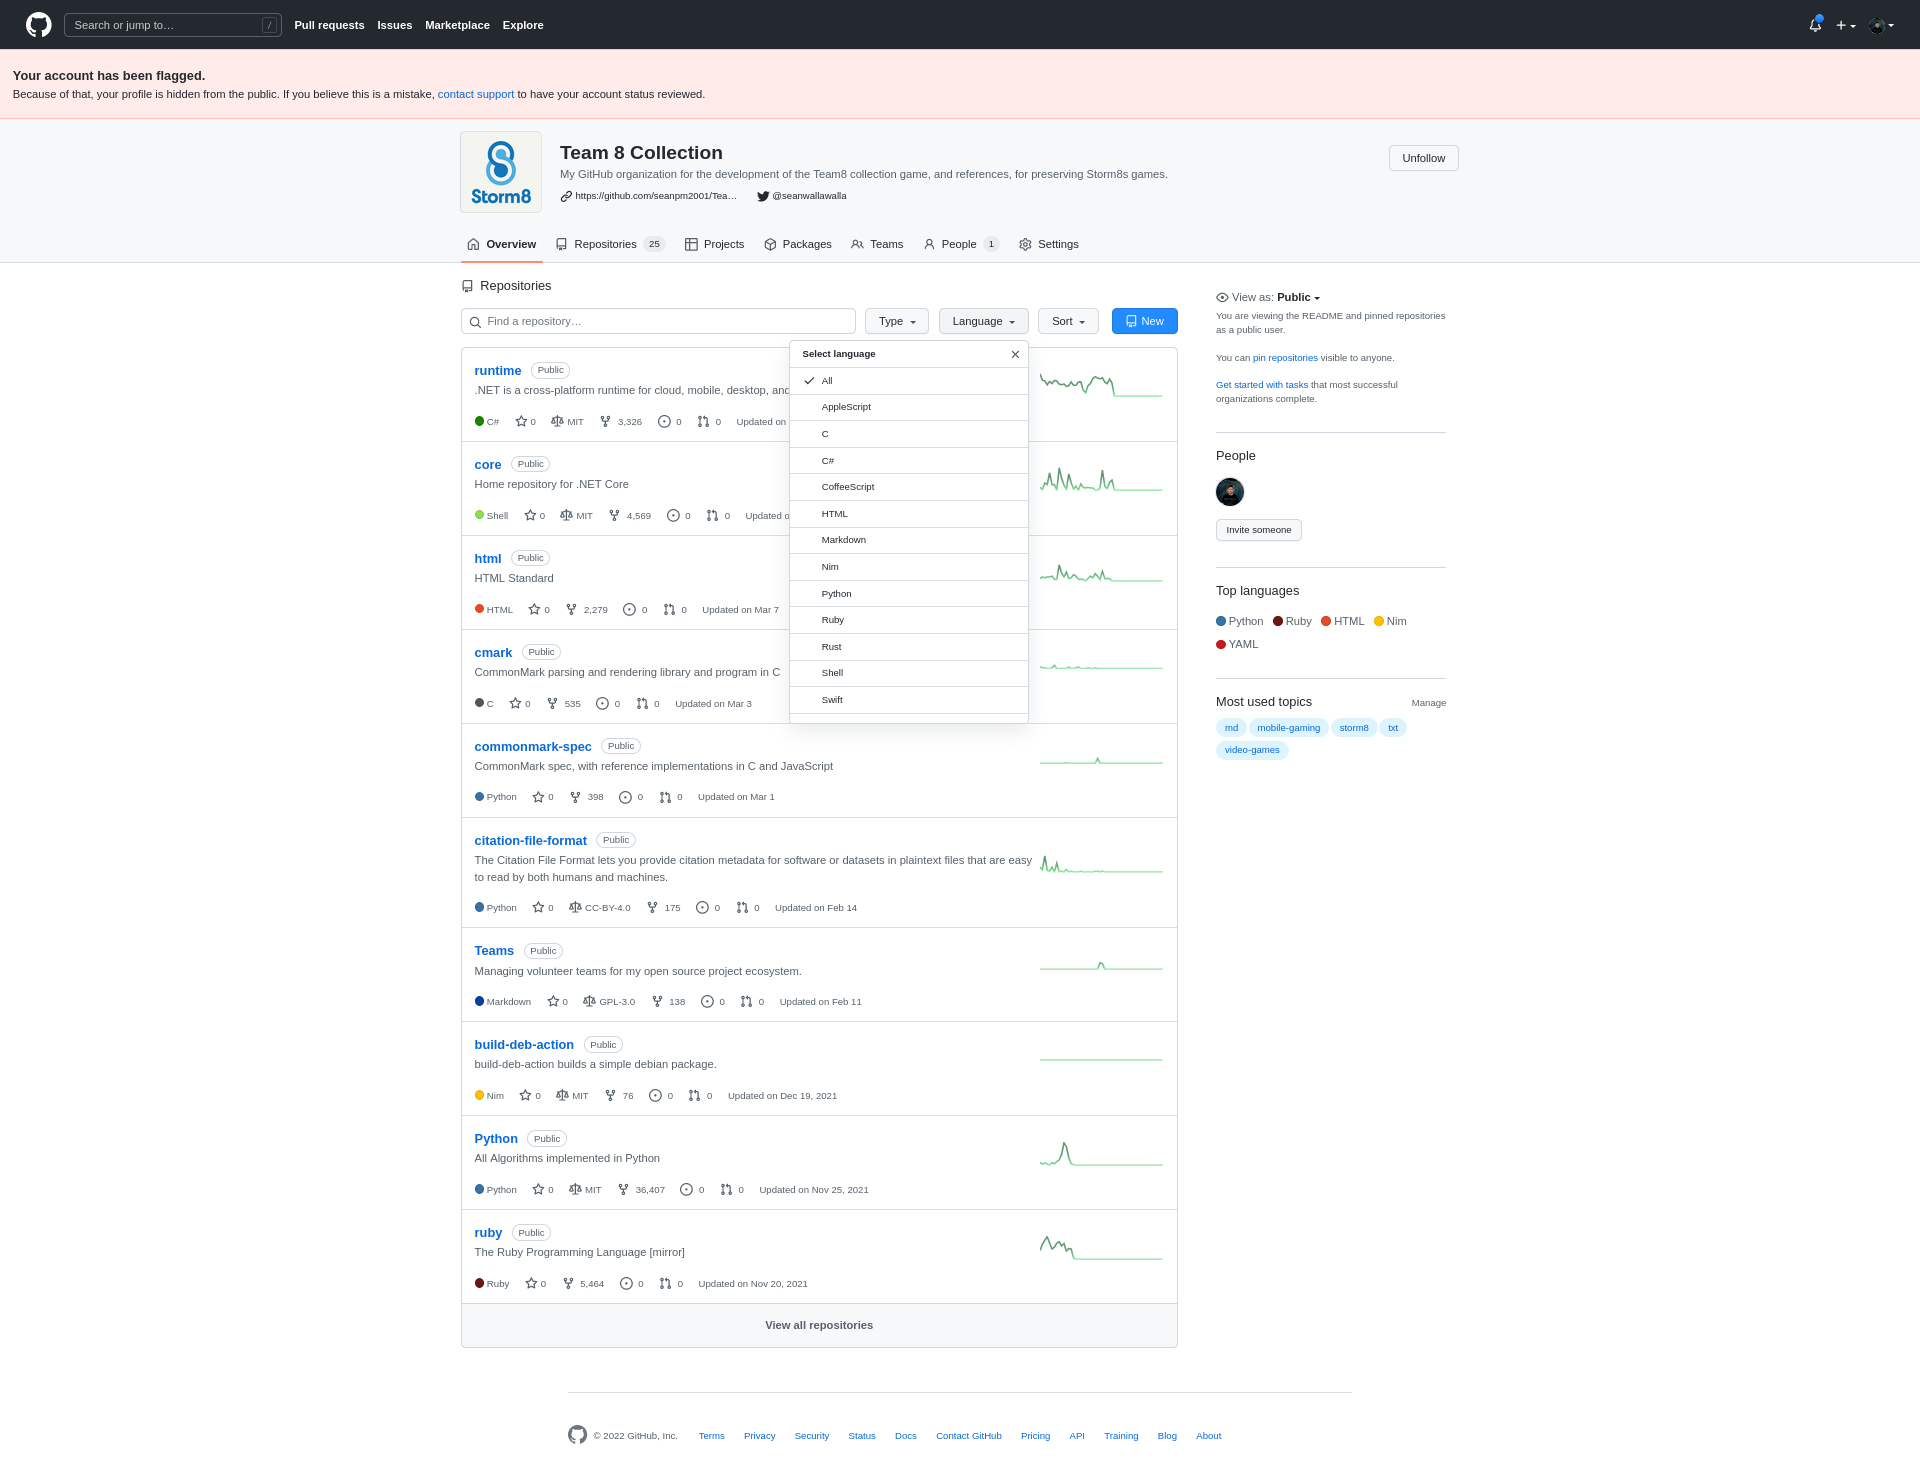 Search or jump to…
/
Pull requests
Issues
Marketplace
Explore
Your account has been flagged.
Because of that, your profile is hidden from the public. If you believe this is a mistake, contact support to have your account status reviewed.
Storm8
Team 8 Collection
My GitHub organization for the development of the Team8 collection game, and references, for preserving Storm8s games.
https://github.com/seanpm2001/Tea…
@seanwallawalla
Unfollow
Overview
Repositories 25
Projects
Packages
Teams
People 1
Settings
Repositories
Find a repository…
Type
Language
Sort
New
Select language
All
AppleScript
C
C#
CoffeeScript
HTML
Markdown
Nim
Python
Ruby
Rust
Shell
Swift
runtime Public
.NET is a cross-platform runtime for cloud, mobile, desktop, and
C# 0 MIT 3,326 0 0 Updated on
core Public
Home repository for .NET Core
Shell 0 MIT 4,569 0 0 Updated o
html Public
HTML Standard
HTML 0 2,279 0 0 Updated on Mar 7
cmark Public
CommonMark parsing and rendering library and program in C
C 0 535 0 0 Updated on Mar 3
commonmark-spec Public
CommonMark spec, with reference implementations in C and JavaScript
Python 0 398 0 0 Updated on Mar 1
citation-file-format Public
The Citation File Format lets you provide citation metadata for software or datasets in plaintext files that are easy
to read by both humans and machines.
Python 0 CC-BY-4.0 175 0 0 Updated on Feb 14
Teams Public
Managing volunteer teams for my open source project ecosystem.
Markdown 0 GPL-3.0 138 0 0 Updated on Feb 11
build-deb-action Public
build-deb-action builds a simple debian package.
Nim 0 MIT 76 0 0 Updated on Dec 19, 2021
Python Public
All Algorithms implemented in Python
Python 0 MIT 36,407 0 0 Updated on Nov 25, 2021
ruby Public
The Ruby Programming Language [mirror]
Ruby 0 5,464 0 0 Updated on Nov 20, 2021
View all repositories
View as: Public
You are viewing the README and pinned repositories
as a public user.
You can pin repositories visible to anyone.
Get started with tasks that most successful
organizations complete.
People
Invite someone
Top languages
Python Ruby HTML Nim
YAML
Most used topics
Manage
md mobile-gaming storm8 txt
video-games
© 2022 GitHub, Inc.
Terms
Privacy
Security
Status
Docs
Contact GitHub
Pricing
API
Training
Blog
About